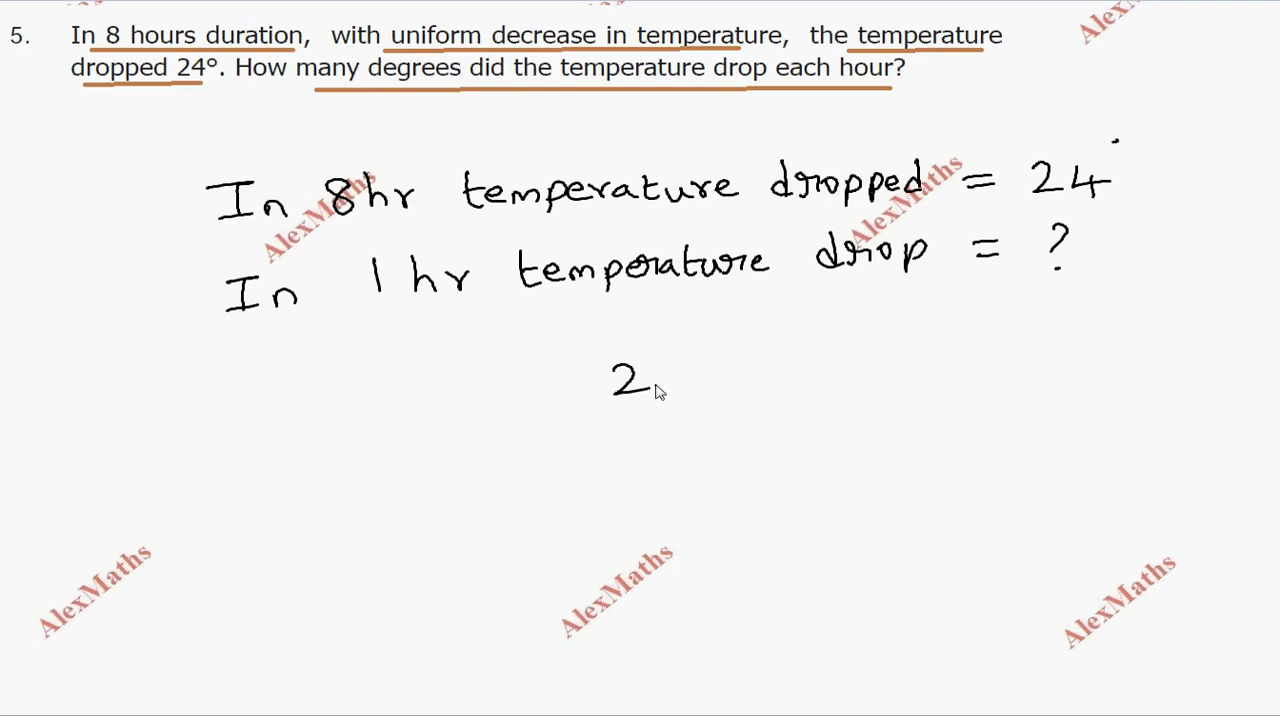 AlexMaths
5. In 8 hours duration, with uniform decrease in temperature, the temperature
dropped 24°. How many degrees did the temperature drop each hour?
In 8hr temperature dropped = 24°
AlexMaths AlexMaths
In 1hr temperature drop = ?
2
AlexMaths AlexMaths AlexMaths